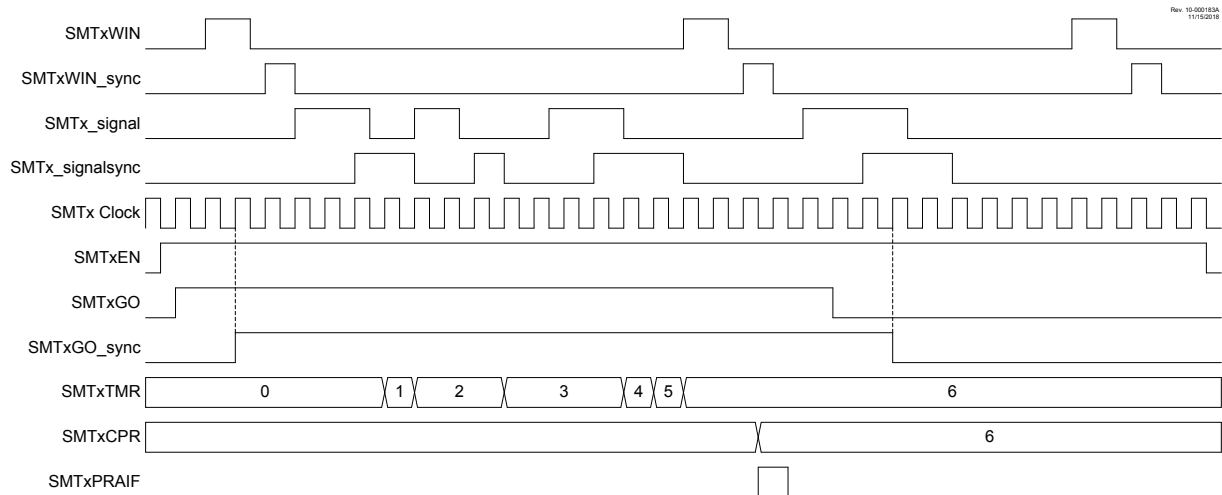 Rev. 10-000183A
11/15/2018
SMTxWIN
SMTxWIN_sync
SMTx_signal
SMTx_signalsync
SMTx Clock
SMTxEN
SMTxGO
SMTxGO_sync
SMTxTMR 0 1 2 3 4 5 6
SMTxCPR 6
SMTxPRAIF